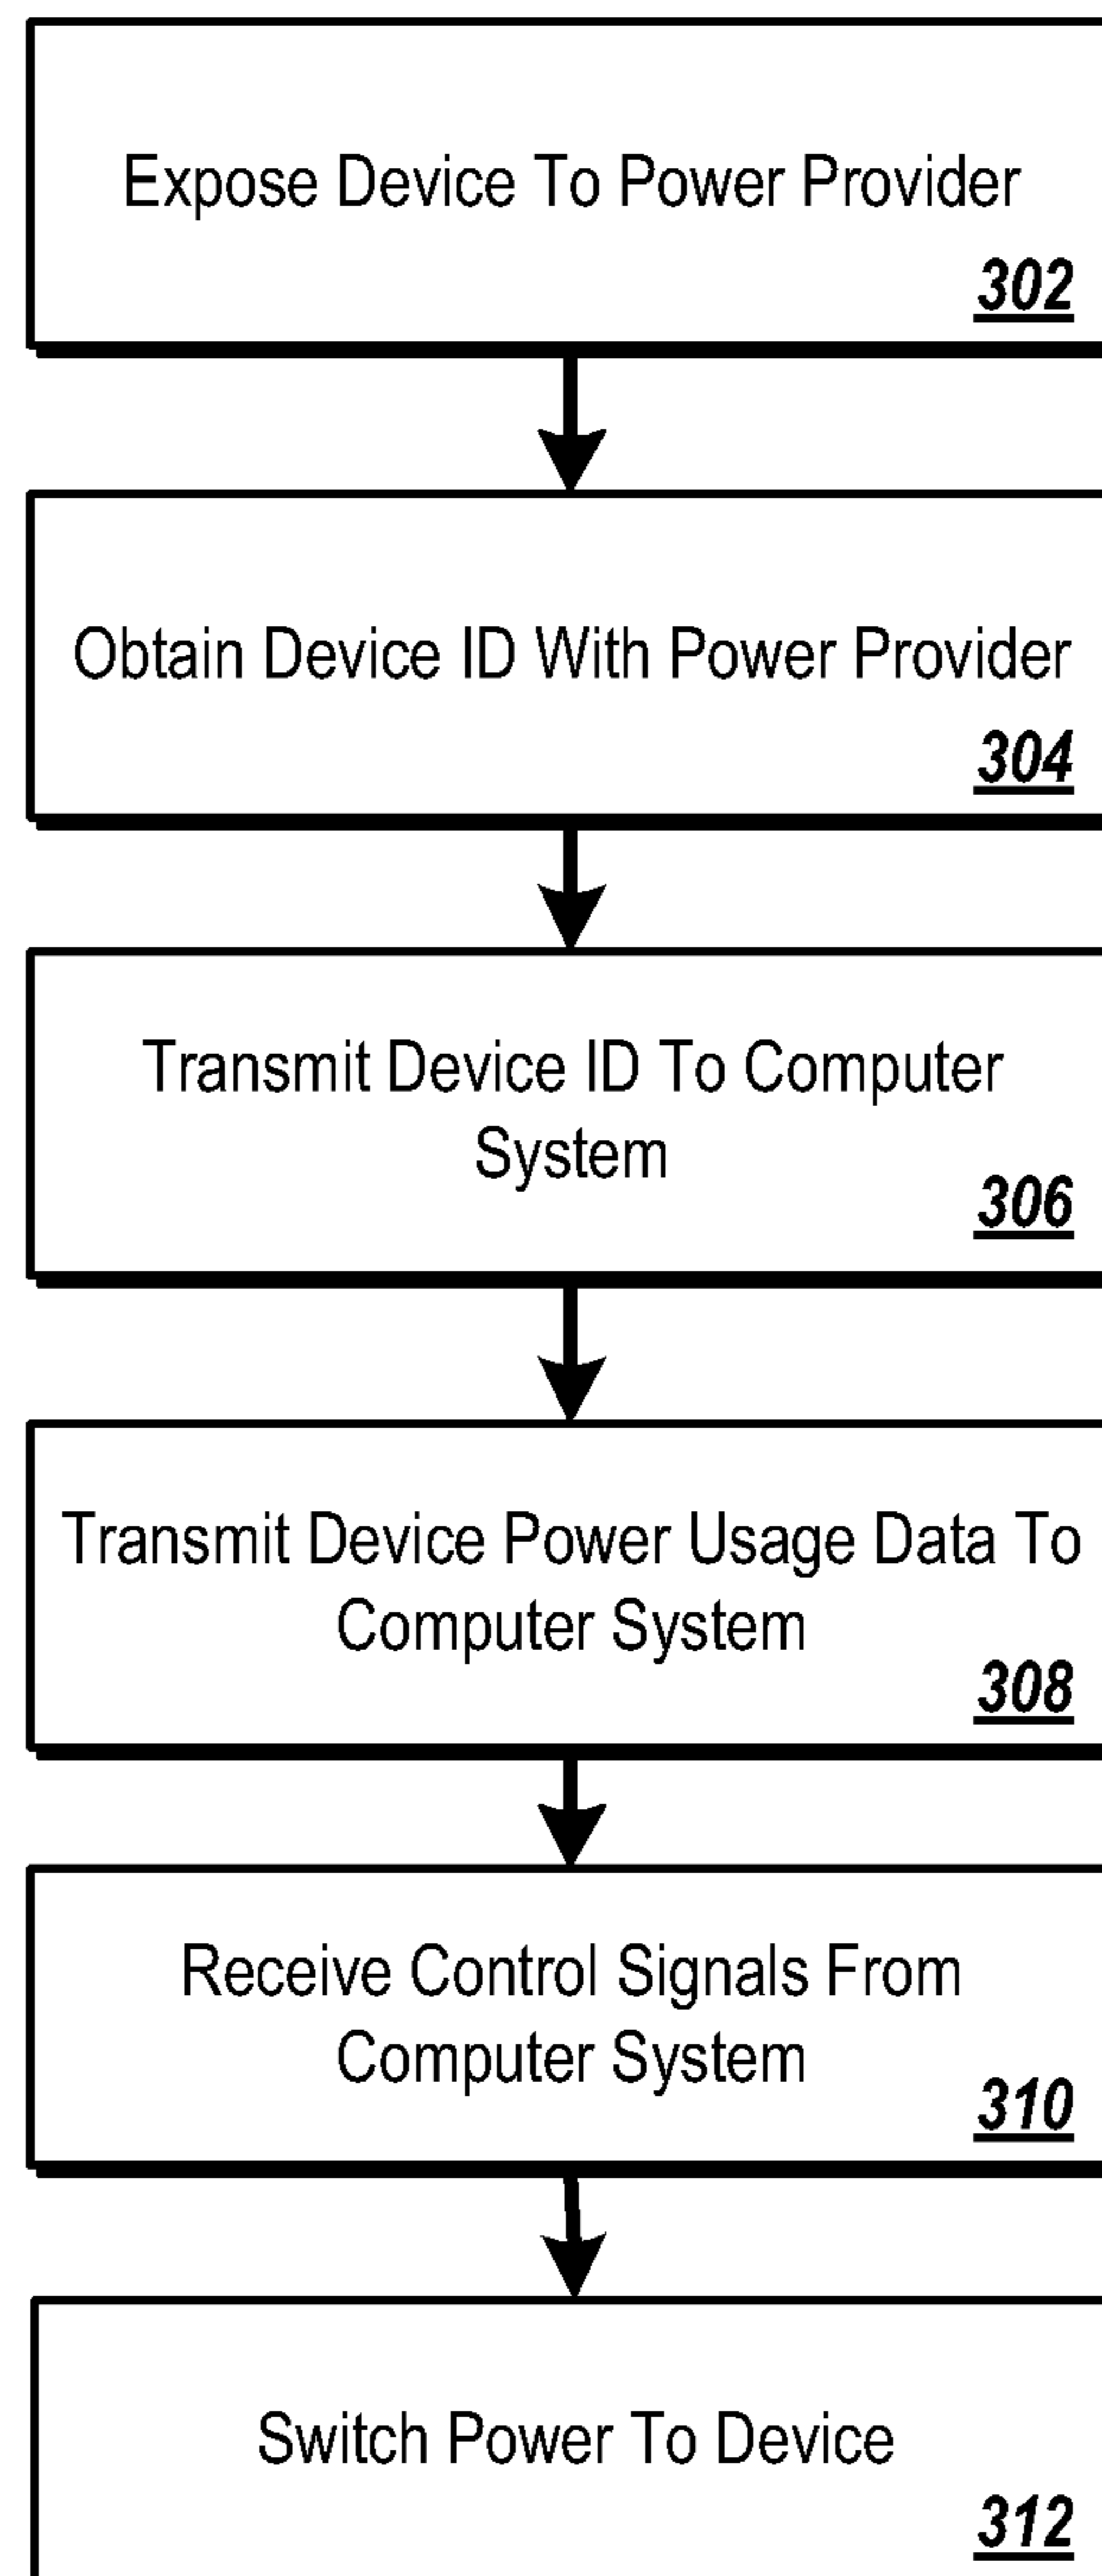 Expose Device To Power Provider
302
Obtain Device ID With Power Provider
304
Transmit Device ID To Computer
System
306
Transmit Device Power Usage Data To
Computer System
308
Receive Control Signals From
Computer System
310
Switch Power To Device
312